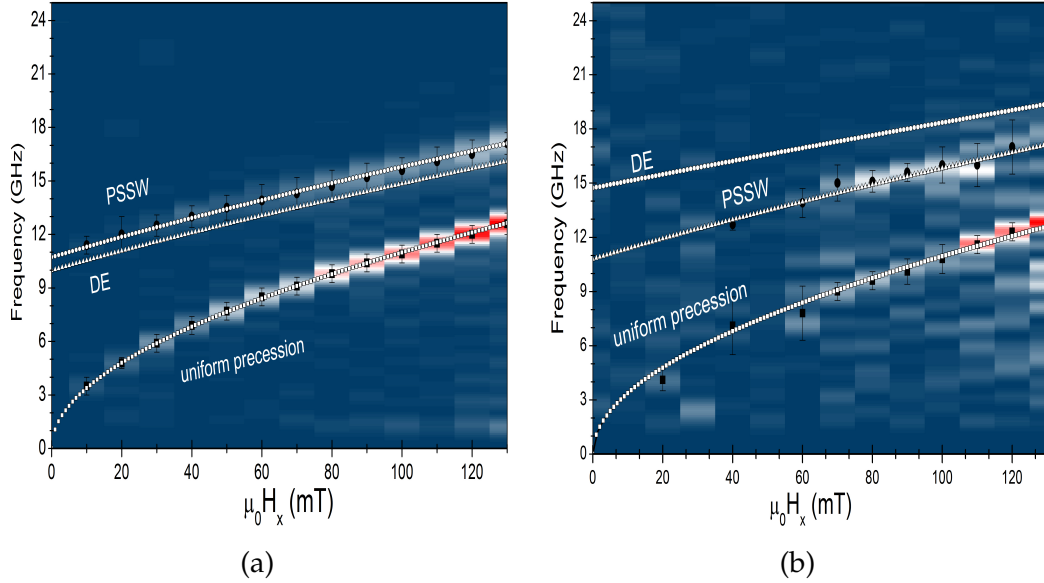 24
21
18
15
12
9
6
3
0
Frequency (GHz)
PSSW
DE
uniform precession
0 20 40 60 80 100 120
μ₀Hₓ (mT)
(a)
24
21
18
15
12
9
6
3
0
Frequency (GHz)
DE
PSSW
uniform precession
0 20 40 60 80 100 120
μ₀Hₓ (mT)
(b)